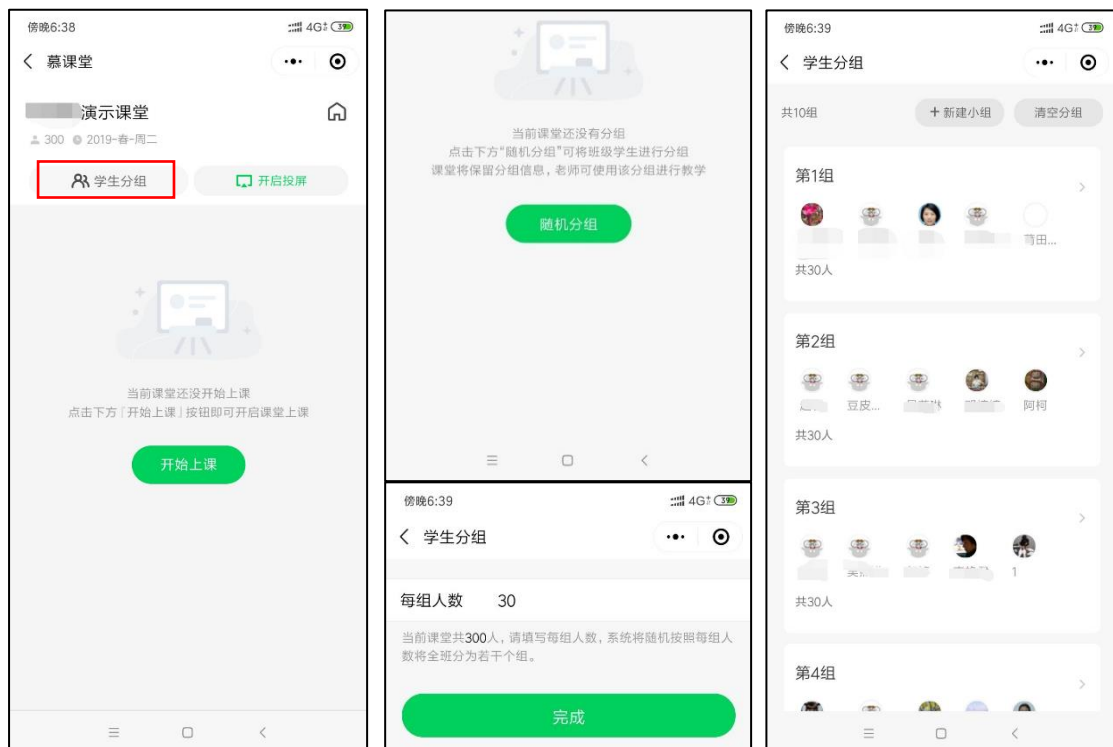 傍晚6:38
4G 39
慕课堂
演示课堂
300 2019-春-周二
学生分组
开启投屏
当前课堂还没开始上课
点击下方「开始上课」按钮即可开启课堂上课
开始上课
当前课堂还没有分组
点击下方“随机分组”可将班级学生进行分组
课堂将保留分组信息，老师可使用该分组进行教学
随机分组
傍晚6:39
4G 39
学生分组
每组人数 30
当前课堂共300人，请填写每组人数，系统将随机按照每组人
数将全班分为若干个组。
完成
傍晚6:39
4G 39
学生分组
共10组
+ 新建小组
清空分组
第1组
莆田...
共30人
第2组
豆皮... 阿柯
共30人
第3组
1
共30人
第4组